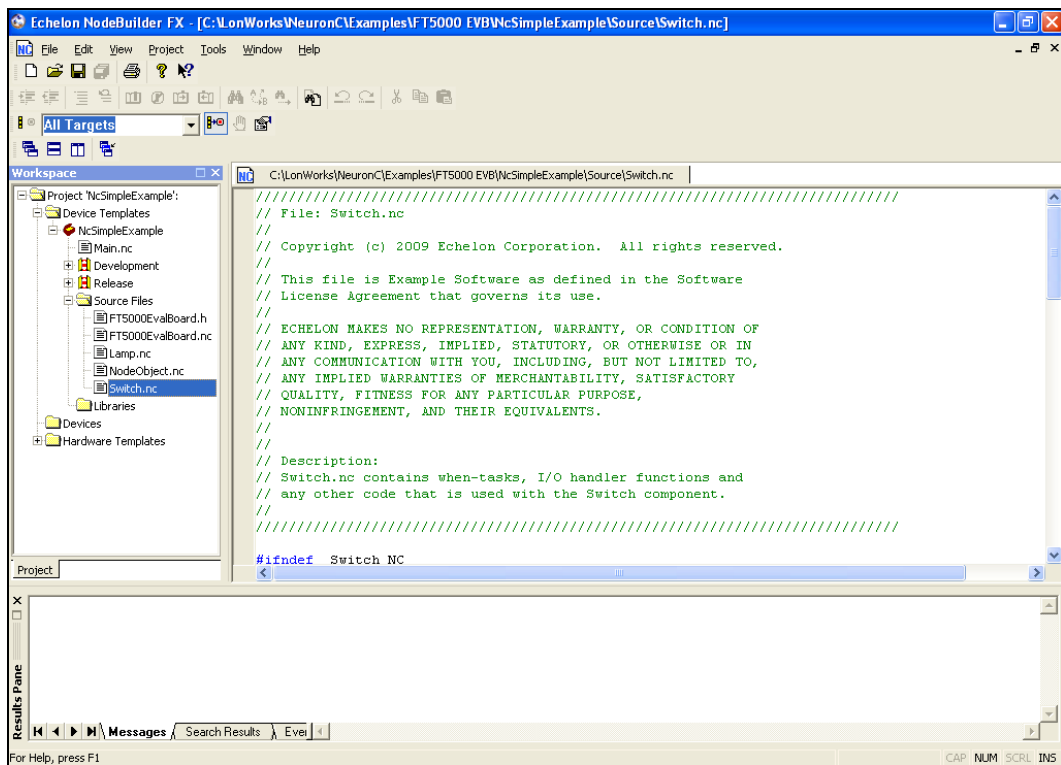 Echelon NodeBuilder FX - [C:\LonWorks\NeuronC\Examples\FT5000 EVB\NcSimpleExample\Source\Switch.nc]
NC File Edit View Project Tools Window Help
All Targets
Workspace
Project 'NcSimpleExample':
Device Templates
NcSimpleExample
Main.nc
Development
Release
Source Files
FT5000EvalBoard.h
FT5000EvalBoard.nc
Lamp.nc
NodeObject.nc
Switch.nc
Libraries
Devices
Hardware Templates
Project
NC C:\LonWorks\NeuronC\Examples\FT5000 EVB\NcSimpleExample\Source\Switch.nc
//////////////////////////////////////////////////////////////////////////////
// File: Switch.nc
//
// Copyright (c) 2009 Echelon Corporation.  All rights reserved.
//
// This file is Example Software as defined in the Software
// License Agreement that governs its use.
//
// ECHELON MAKES NO REPRESENTATION, WARRANTY, OR CONDITION OF
// ANY KIND, EXPRESS, IMPLIED, STATUTORY, OR OTHERWISE OR IN
// ANY COMMUNICATION WITH YOU, INCLUDING, BUT NOT LIMITED TO,
// ANY IMPLIED WARRANTIES OF MERCHANTABILITY, SATISFACTORY
// QUALITY, FITNESS FOR ANY PARTICULAR PURPOSE,
// NONINFRINGEMENT, AND THEIR EQUIVALENTS.
//
//
// Description:
// Switch.nc contains when-tasks, I/O handler functions and
// any other code that is used with the Switch component.
//
//////////////////////////////////////////////////////////////////////////////
#ifndef _Switch_NC
Results Pane
Messages Search Results Even
For Help, press F1
CAP NUM SCRL INS